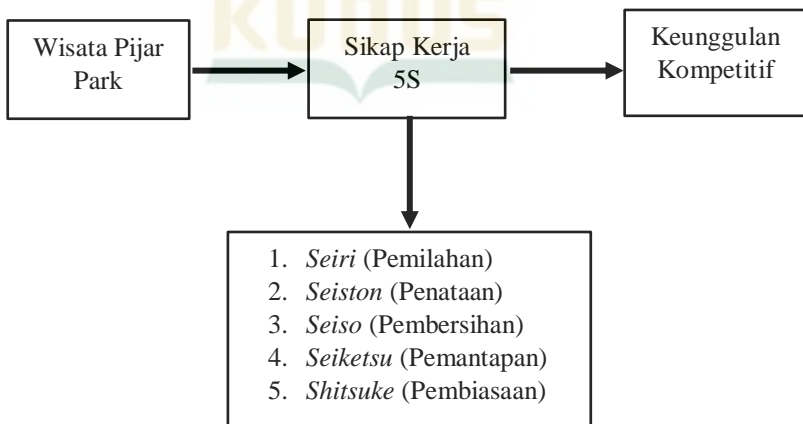 KUDUS
Wisata Pijar
Park
Sikap Kerja
5S
Keunggulan
Kompetitif
1. Seiri (Pemilahan)
2. Seiston (Penataan)
3. Seiso (Pembersihan)
4. Seiketsu (Pemantapan)
5. Shitsuke (Pembiasaan)